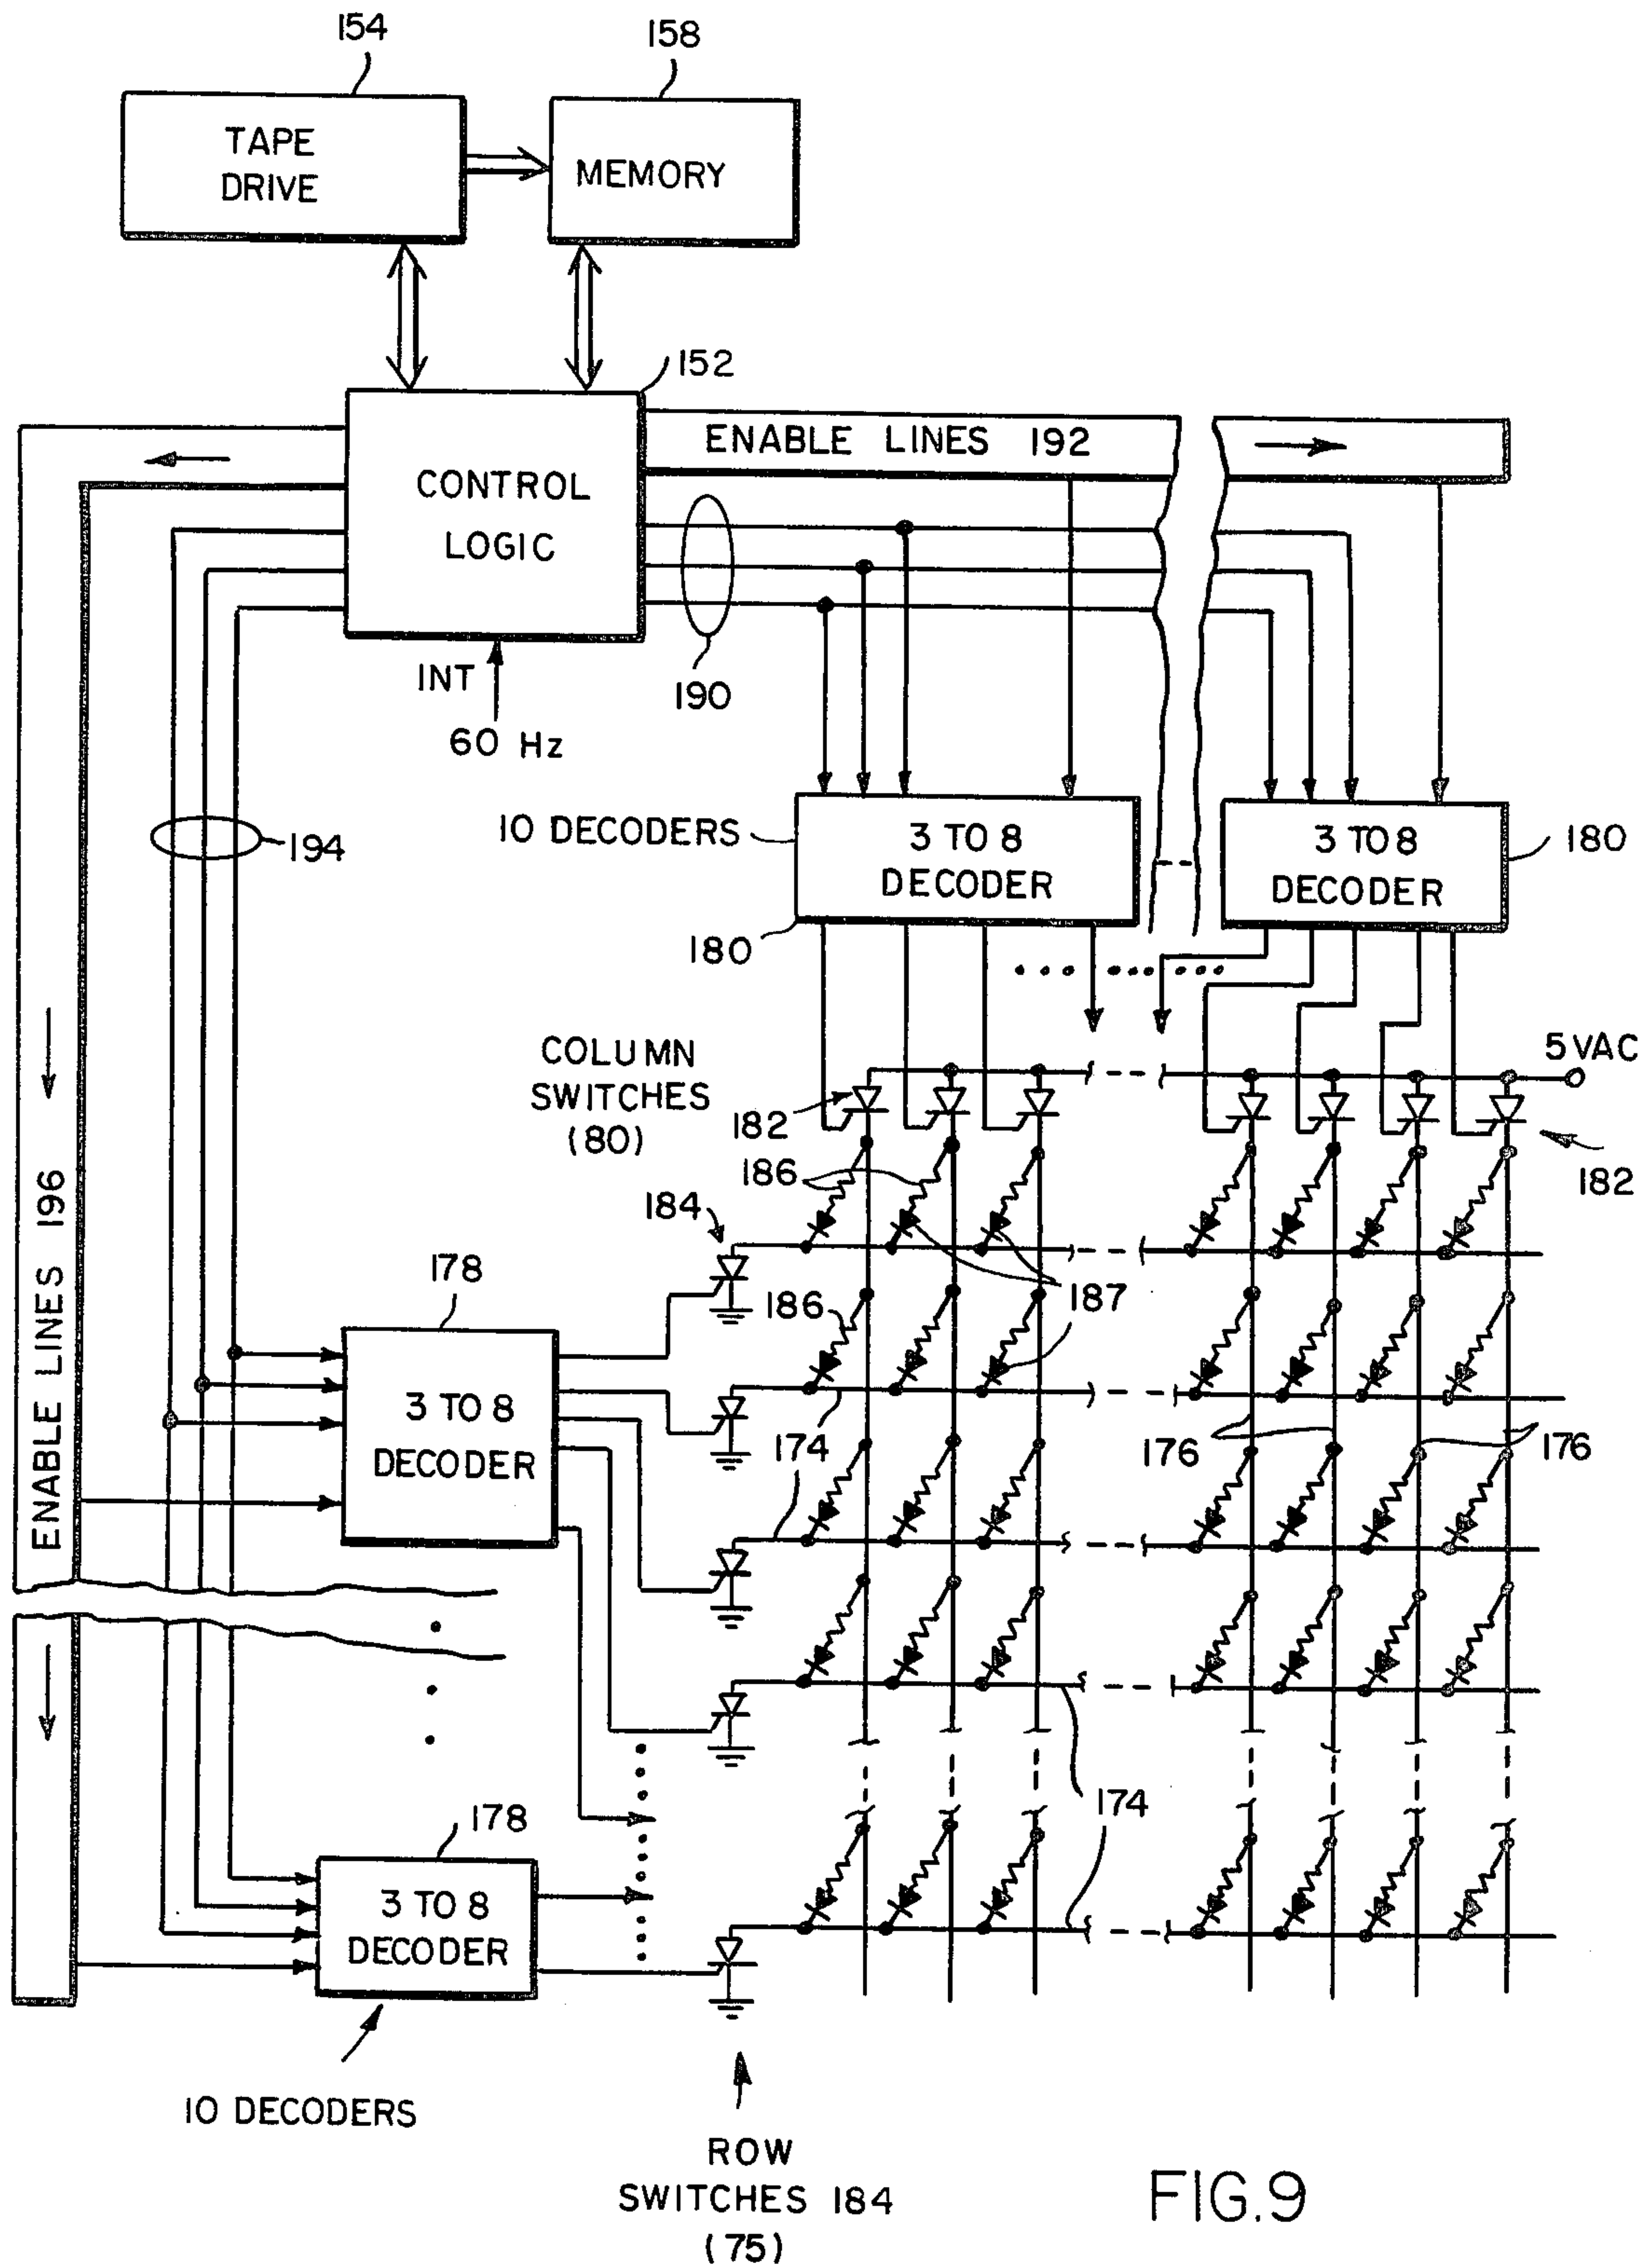 154
158
TAPE
DRIVE
MEMORY
152
ENABLE LINES 192
CONTROL
LOGIC
190
INT
60 Hz
194
10 DECODERS
3 TO 8
DECODER
3 TO 8
DECODER
180
180
5VAC
COLUMN
SWITCHES
(80)
182
182
186
184
187
178
186
ENABLE LINES 196
3 TO 8
DECODER
174
176
176
174
178
3 TO 8
DECODER
10 DECODERS
ROW
SWITCHES 184
(75)
FIG.9